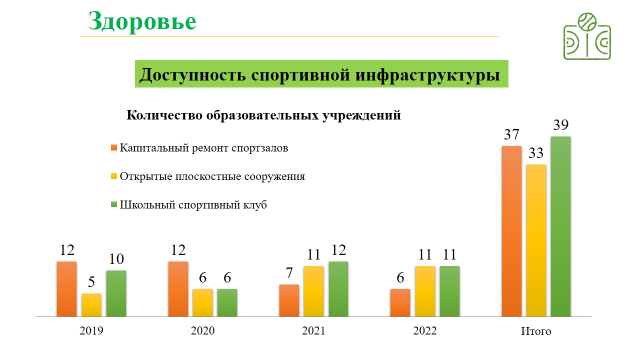 Здоровье
Доступность спортивной инфраструктуры
Количество образовательных учреждений
Капитальный ремонт спортзалов
Открытые плоскостные сооружения
Школьный спортивный клуб
12 5 10 12 6 6 7 11 12 6 11 11 37 33 39
2019 2020 2021 2022 Итого